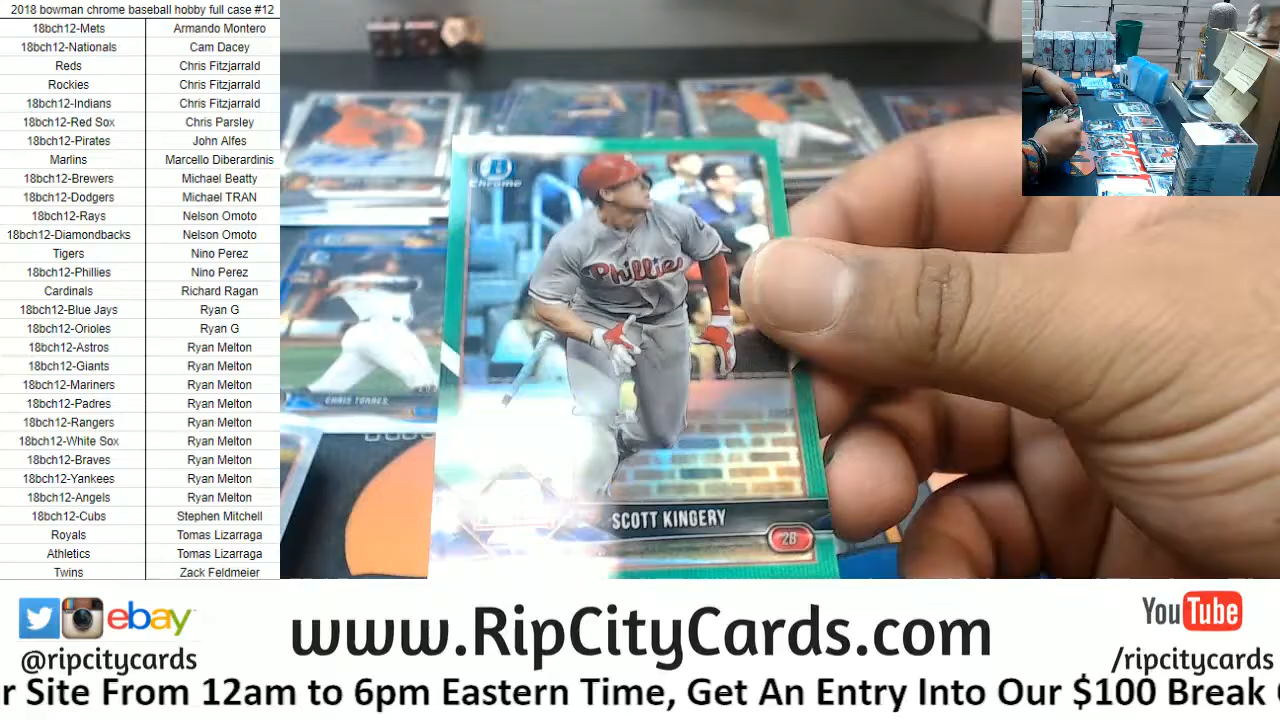 2018 bowman chrome baseball hobby full case #12
18bch12-Mets Armando Montero
18bch12-Nationals Cam Dacey
Reds Chris Fitzjarrald
Rockies Chris Fitzjarrald
18bch12-Indians Chris Fitzjarrald
18bch12-Red Sox Chris Parsley
18bch12-Pirates John Alfes
Marlins Marcello Diberardinis
18bch12-Brewers Michael Beatty
18bch12-Dodgers Michael TRAN
18bch12-Rays Nelson Omoto
18bch12-Diamondbacks Nelson Omoto
Tigers Nino Perez
18bch12-Phillies Nino Perez
Cardinals Richard Ragan
18bch12-Blue Jays Ryan G
18bch12-Orioles Ryan G
18bch12-Astros Ryan Melton
18bch12-Giants Ryan Melton
18bch12-Mariners Ryan Melton
18bch12-Padres Ryan Melton
18bch12-Rangers Ryan Melton
18bch12-White Sox Ryan Melton
18bch12-Braves Ryan Melton
18bch12-Yankees Ryan Melton
18bch12-Angels Ryan Melton
18bch12-Cubs Stephen Mitchell
Royals Tomas Lizarraga
Athletics Tomas Lizarraga
Twins Zack Feldmeier
B
Chrome
Phillies
SCOTT KINGERY
2B
CHRIS TORRES
ebay
@ripcitycards
www.RipCityCards.com
YouTube
/ripcitycards
r Site From 12am to 6pm Eastern Time, Get An Entry Into Our $100 Break